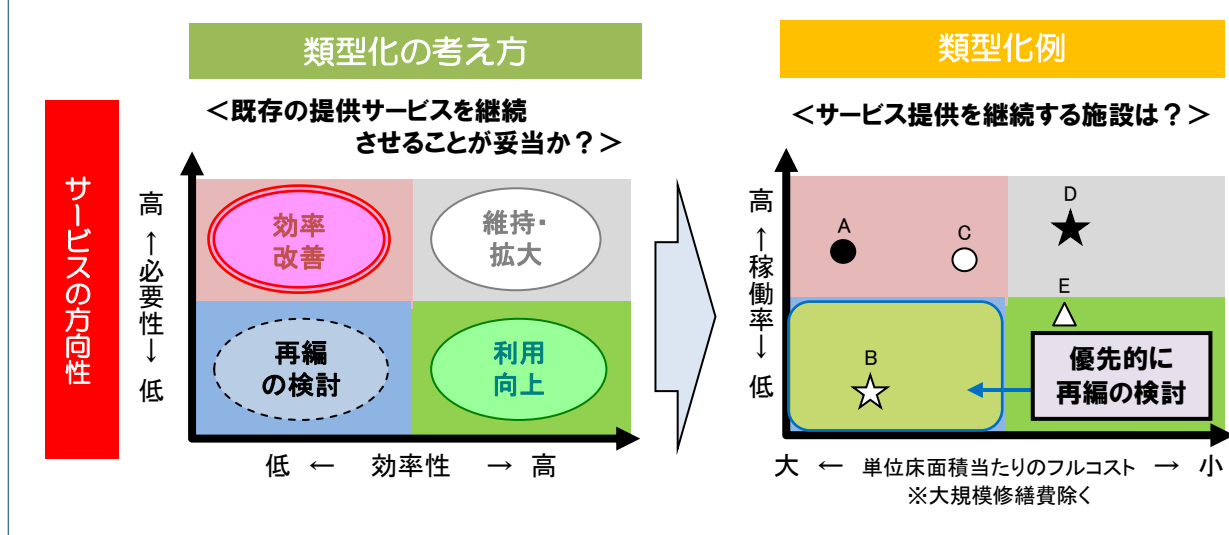 類型化の考え方
類型化例
サービスの方向性
＜既存の提供サービスを継続
させることが妥当か？＞
高 ← 必要性 → 低
効率
改善
維持・
拡大
再編
の検討
利用
向上
低 ← 効率性 → 高
＜サービス提供を継続する施設は？＞
高 ← 稼働率 → 低
A
C
D
E
B
優先的に
再編の検討
大 ← 単位床面積当たりのフルコスト → 小
※大規模修繕費除く